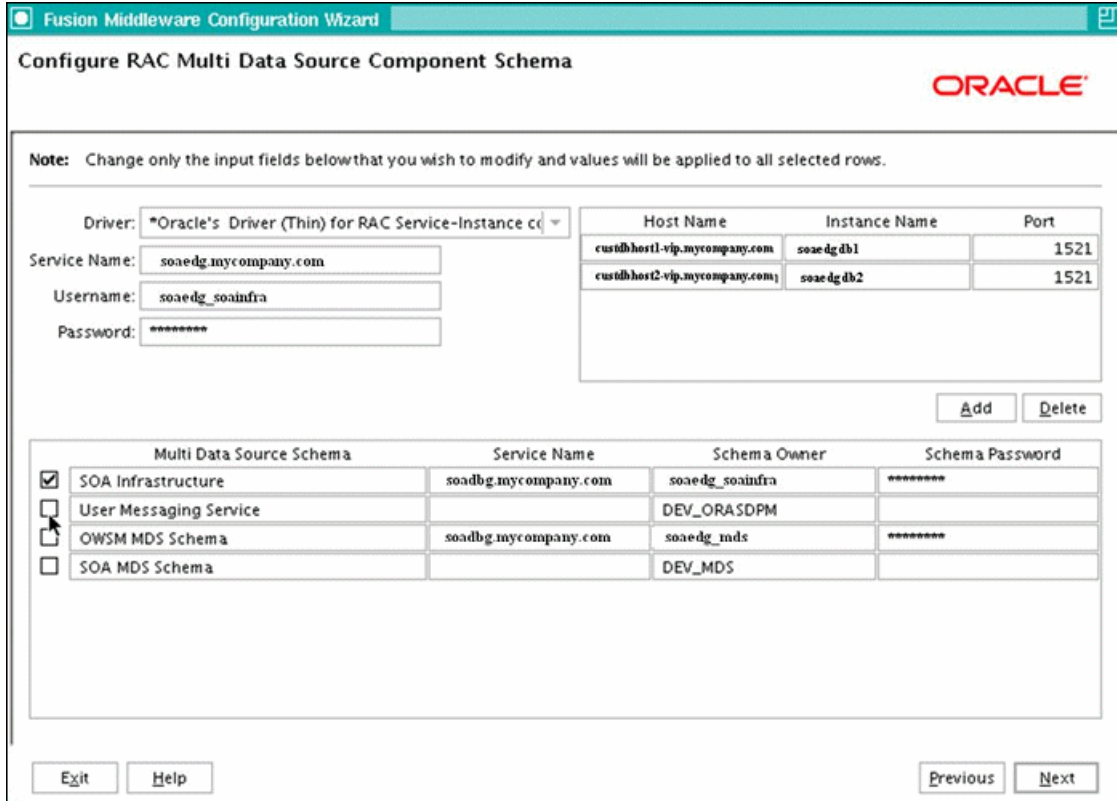 Fusion Middleware Configuration Wizard
Configure RAC Multi Data Source Component Schema
ORACLE
Note: Change only the input fields below that you wish to modify and values will be applied to all selected rows.
Driver: *Oracle's Driver (Thin) for RAC Service-Instance co
Service Name: soaedg.mycompany.com
Username: soaedg_soainfra
Password: ********
Host Name Instance Name Port
custdbhost1-vip.mycompany.com soaedgdb1 1521
custdbhost2-vip.mycompany.com soaedgdb2 1521
Add Delete
Multi Data Source Schema Service Name Schema Owner Schema Password
SOA Infrastructure soadbg.mycompany.com soaedg_soainfra ********
User Messaging Service DEV_ORASDPM
OWSM MDS Schema soadbg.mycompany.com soaedg_mds ********
SOA MDS Schema DEV_MDS
Exit Help Previous Next